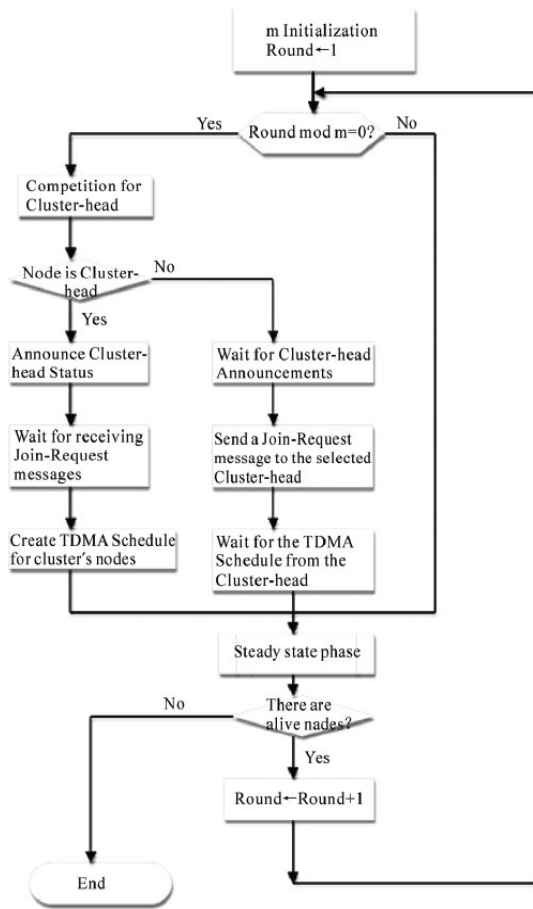 m Initialization
Round←1
Round mod m=0?
Yes
No
Competition for
Cluster-head
Node is Cluster-
head
No
Yes
Announce Cluster-
head Status
Wait for Cluster-head
Announcements
Wait for receiving
Join-Request
messages
Send a Join-Request
message to the selected
Cluster-head
Create TDMA Schedule
for cluster's nodes
Wait for the TDMA
Schedule from the
Cluster-head
Steady state phase
There are
alive nades?
No
Yes
Round←Round+1
End